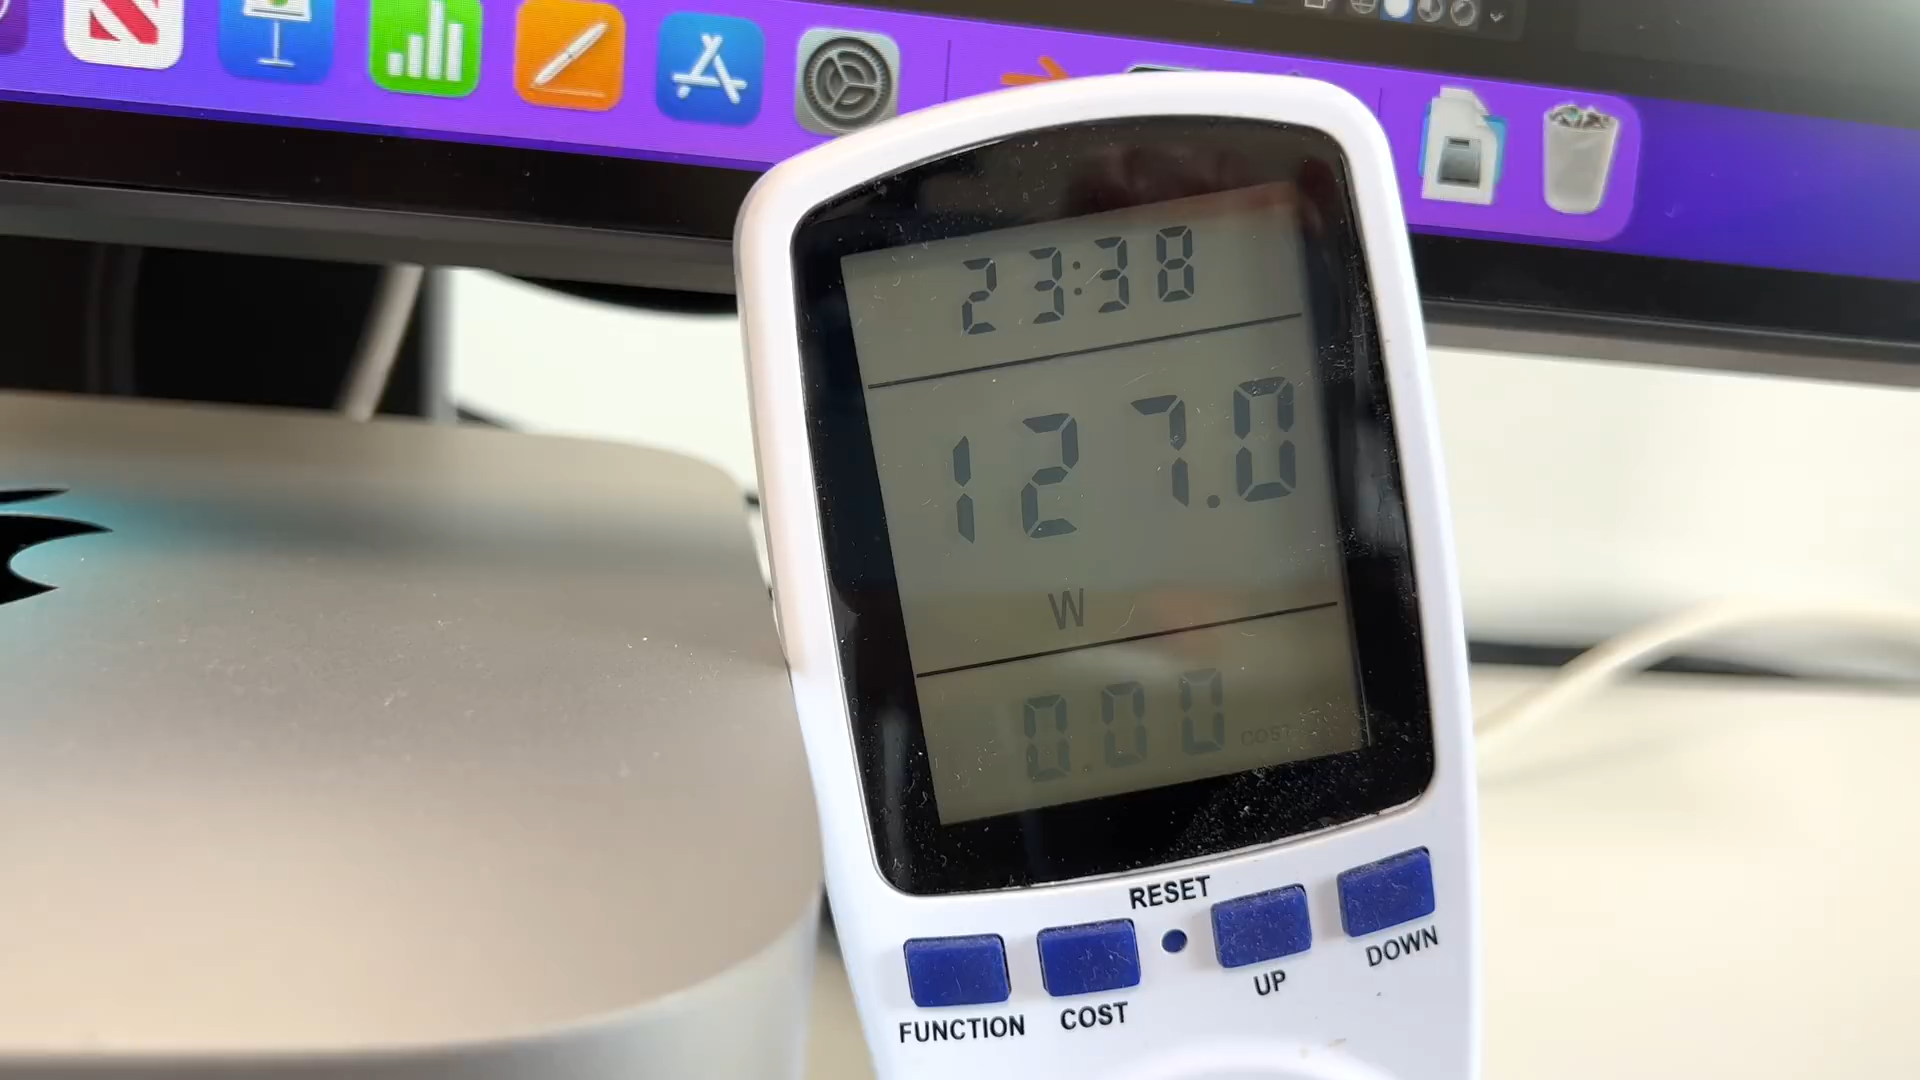 23:38
127.0
W
0.00 COST
RESET
FUNCTION
COST
UP
DOWN